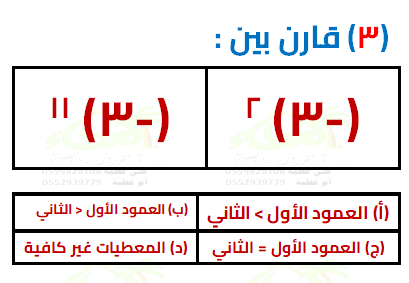 (٣) قارن بين :
(-٣)^٢ (-٣)^١١
0552939779
(أ) العمود الأول > الثاني (ب) العمود الأول < الثاني
(ج) العمود الأول = الثاني (د) المعطيات غير كافية